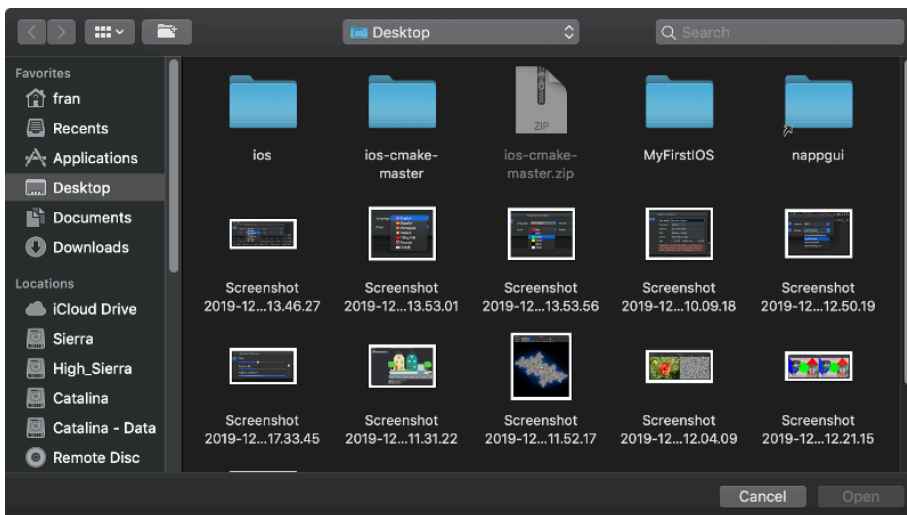 Desktop
Search
Favorites
fran
Recents
Applications
Desktop
Documents
Downloads
Locations
iCloud Drive
Sierra
High_Sierra
Catalina
Catalina - Data
Remote Disc
ZIP
ios
ios-cmake-
master
ios-cmake-
master.zip
MyFirstIOS
nappgui
Screenshot
2019-12...13.46.27
Screenshot
2019-12...13.53.01
Screenshot
2019-12...13.53.56
Screenshot
2019-12...10.09.18
Screenshot
2019-12...12.50.19
Screenshot
2019-12...17.33.45
Screenshot
2019-12...11.31.22
Screenshot
2019-12...11.52.17
Screenshot
2019-12...12.04.09
Screenshot
2019-12...12.21.15
Cancel
Open